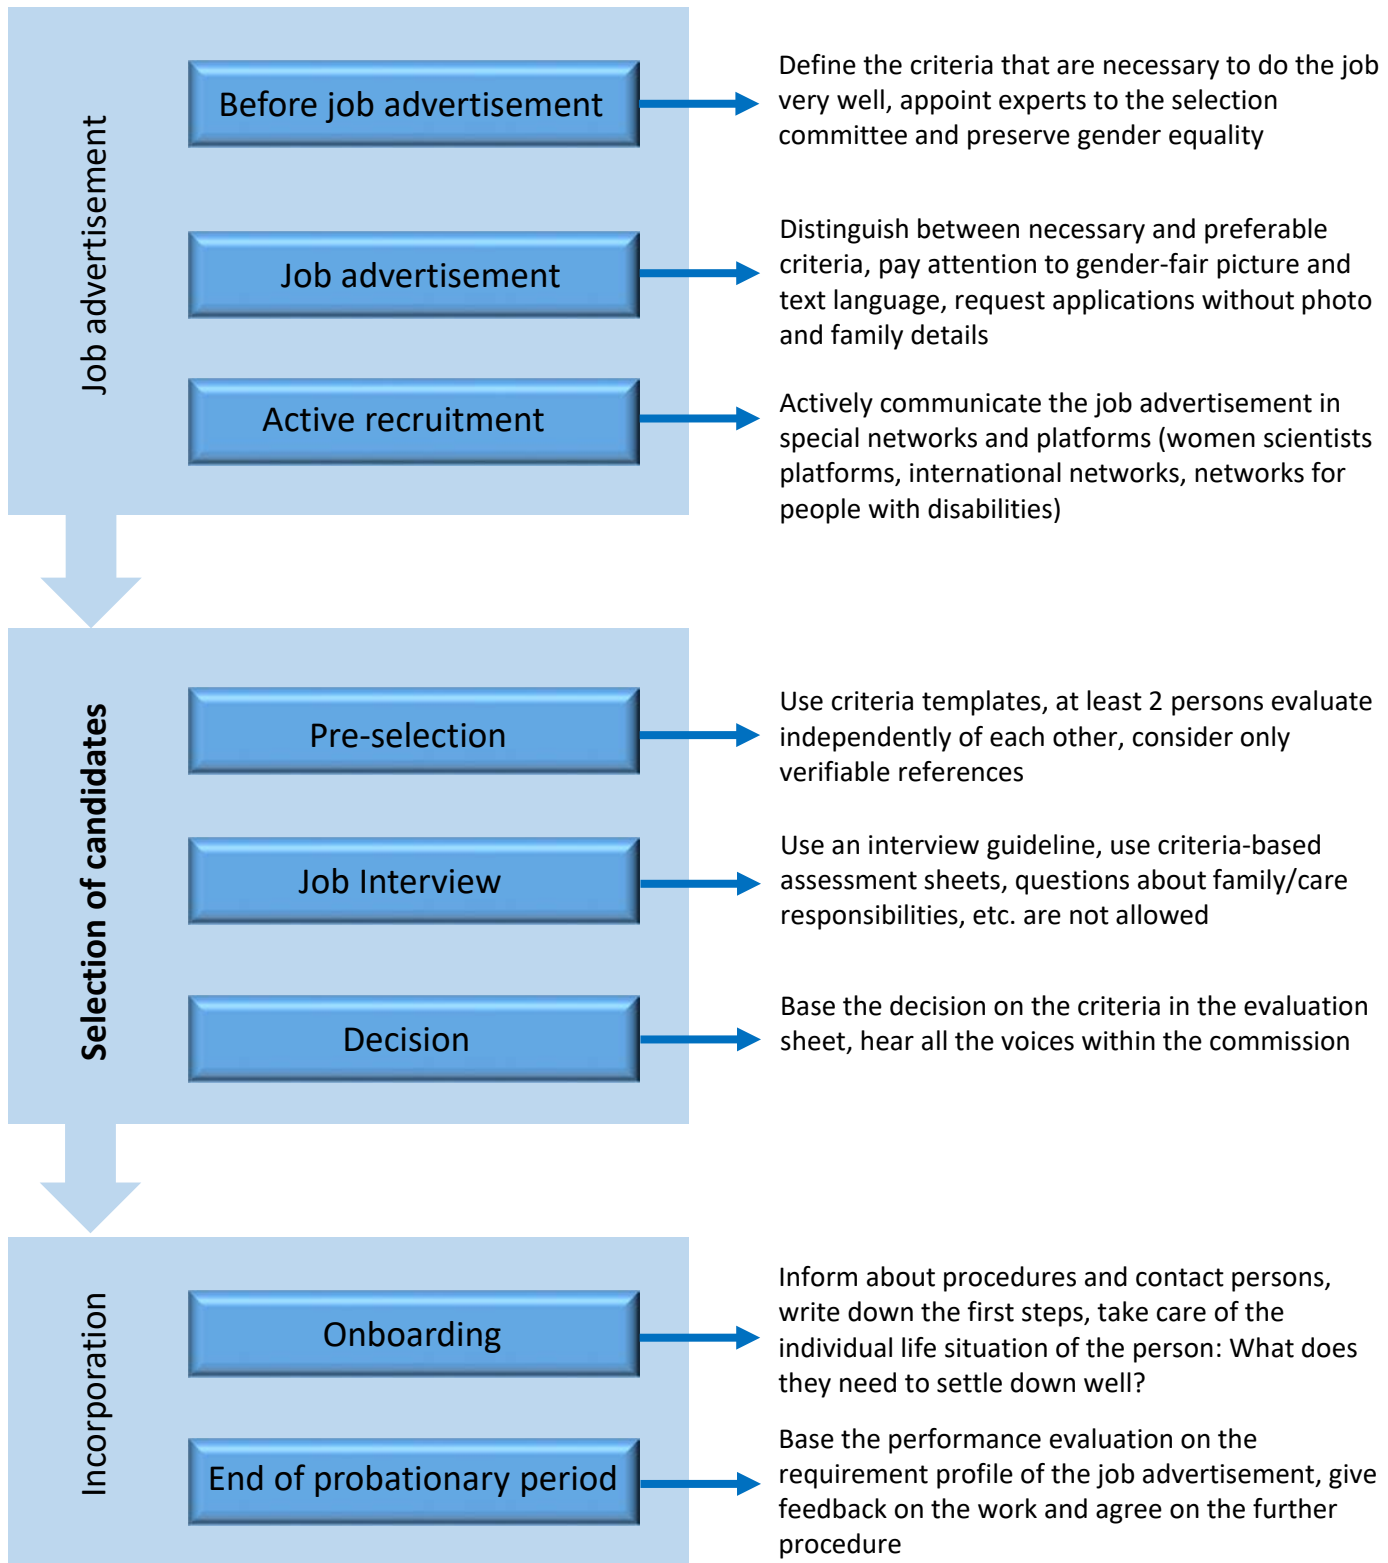 Job advertisement
Before job advertisement
Define the criteria that are necessary to do the job
very well, appoint experts to the selection
committee and preserve gender equality
Job advertisement
Distinguish between necessary and preferable
criteria, pay attention to gender-fair picture and
text language, request applications without photo
and family details
Active recruitment
Actively communicate the job advertisement in
special networks and platforms (women scientists
platforms, international networks, networks for
people with disabilities)
Selection of candidates
Pre-selection
Use criteria templates, at least 2 persons evaluate
independently of each other, consider only
verifiable references
Job Interview
Use an interview guideline, use criteria-based
assessment sheets, questions about family/care
responsibilities, etc. are not allowed
Decision
Base the decision on the criteria in the evaluation
sheet, hear all the voices within the commission
Incorporation
Onboarding
Inform about procedures and contact persons,
write down the first steps, take care of the
individual life situation of the person: What does
they need to settle down well?
End of probationary period
Base the performance evaluation on the
requirement profile of the job advertisement, give
feedback on the work and agree on the further
procedure